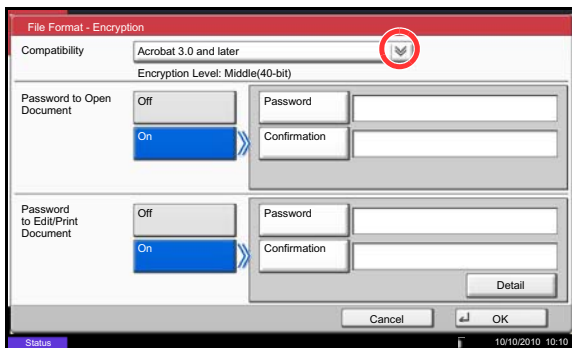 File Format - Encryption
Compatibility
Acrobat 3.0 and later
Encryption Level: Middle(40-bit)
Password to Open
Document
Off
On
Password
Confirmation
Password
to Edit/Print
Document
Off
On
Password
Confirmation
Detail
Cancel
OK
Status
10/10/2010 10:10